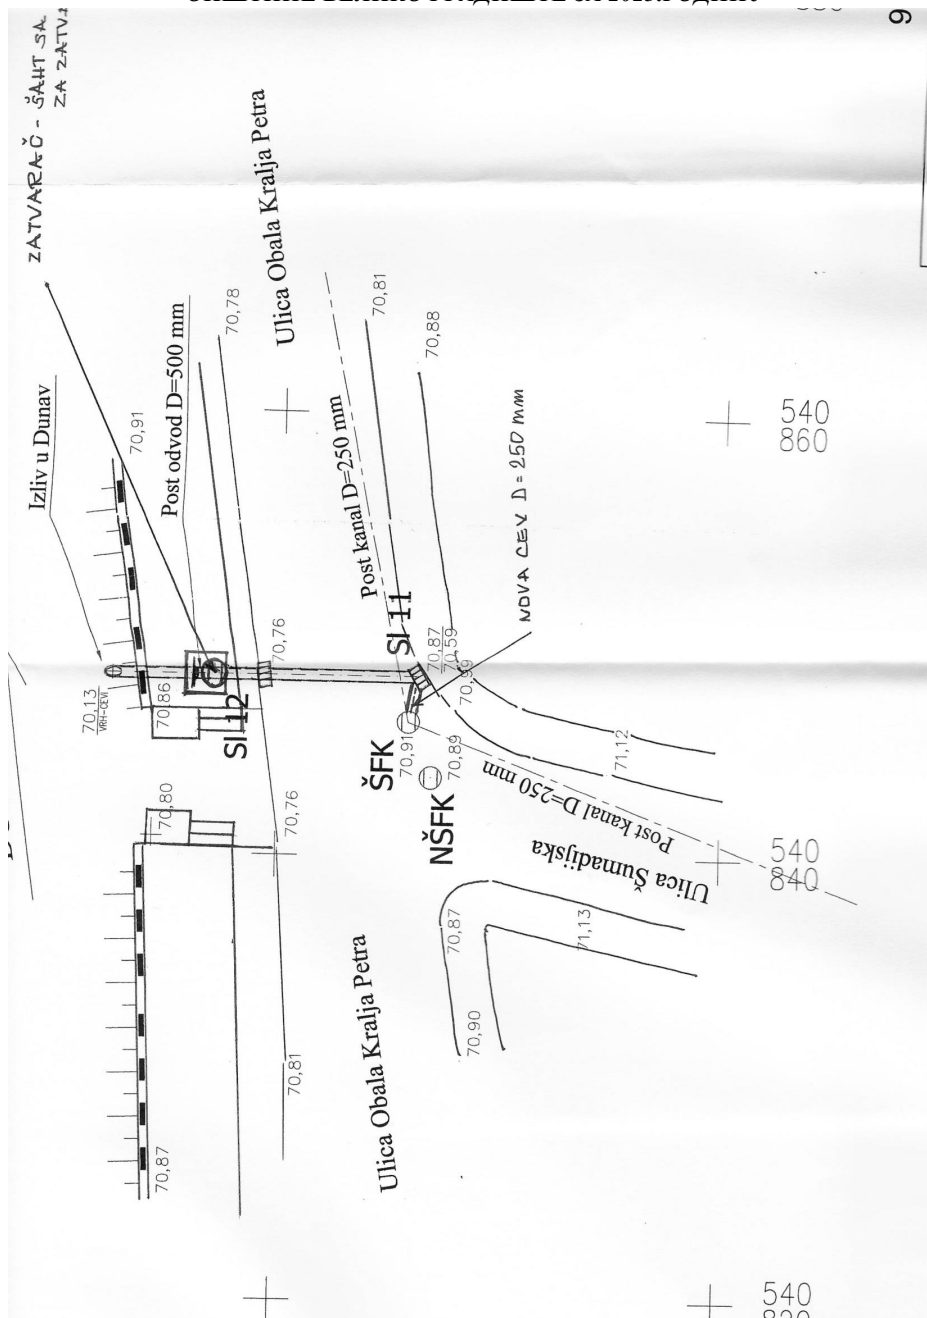 ZATVARAČ - ŠAHT SA
ZA ZATV.
9
Izliv u Dunav
70,91
Post odvod D=500 mm
70,78
Ulica Obala Kralja Petra
70,81
70,88
Post kanal D=250 mm
NOVA CEV D=250 mm
540
860
70,13
VRH-CEVI
70,86
Sl 12
70,76
Sl 11
70,87
70,59
70,99
ŠFK
70,91
70,89
NŠFK
71,12
Post kanal D=250 mm
Ulica Šumadijska
540
840
70,80
70,76
70,87
71,13
70,90
Ulica Obala Kralja Petra
70,81
70,87
540